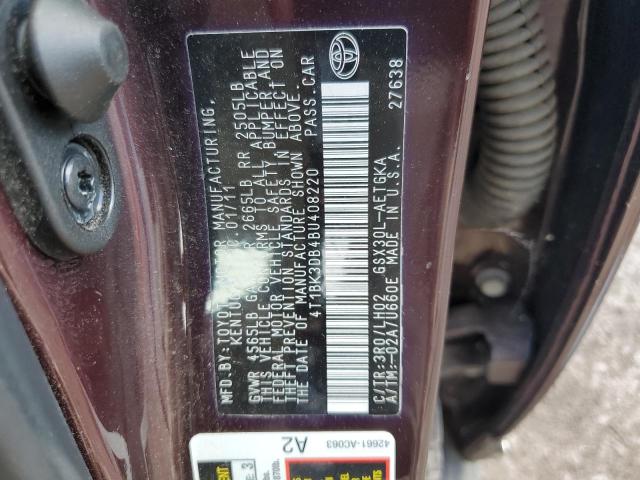 MFD.BY: TOYOTA MOTOR MANUFACTURING,
KENTUCKY, INC 01/11
GVWR 4565LB GAWR 2665LB RR 2505LB
THIS VEHICLE CONFORMS TO ALL APPLICABLE
FEDERAL MOTOR VEHICLE SAFETY BUMPER, AND
THEFT PREVENTION STANDARDS IN EFFECT ON
THE DATE OF MANUFACTURE SHOWN ABOVE.
4T1BK3DB4BU408220 PASS.CAR
C/TR:3R0/LH02 GSX30L-AETGKA
A/TM:-02A/U660E MADE IN U.S.A.
27638
42661-AC063
A2